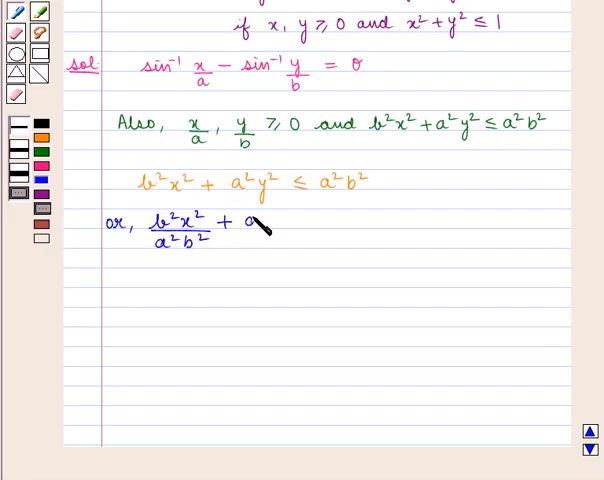 if x, y ⩾ 0 and x² + y² ≤ 1
sol: sin⁻¹ x/a - sin⁻¹ y/b = 0
Also, x/a, y/b ⩾ 0 and b²x² + a²y² ≤ a²b²
b²x² + a²y² ≤ a²b²
or, b²x²/a²b² +